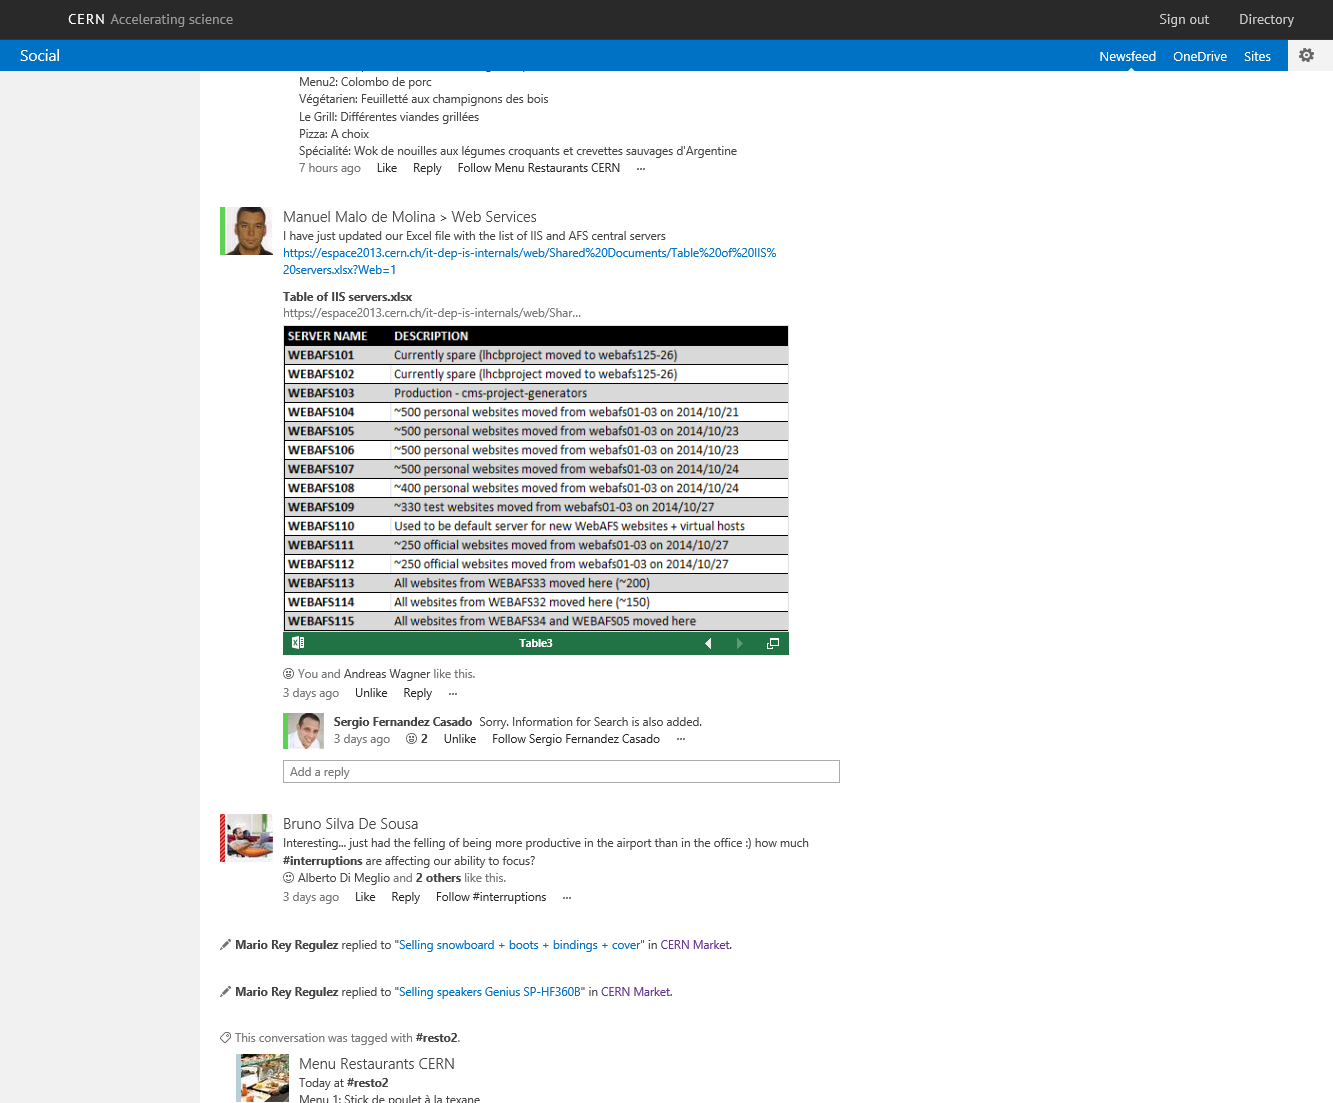 CERN Accelerating science
Sign out Directory
Social
Newsfeed OneDrive Sites
Menu2: Colombo de porc
Végétarien: Feuilletté aux champignons des bois
Le Grill: Différentes viandes grillées
Pizza: A choix
Spécialité: Wok de nouilles aux légumes croquants et crevettes sauvages d'Argentine
7 hours ago Like Reply Follow Menu Restaurants CERN ...
Manuel Malo de Molina > Web Services
I have just updated our Excel file with the list of IIS and AFS central servers
https://espace2013.cern.ch/it-dep-is-internals/web/Shared%20Documents/Table%20of%20IIS%
20servers.xlsx?Web=1
Table of IIS servers.xlsx
https://espace2013.cern.ch/it-dep-is-internals/web/Shar...
SERVER NAME DESCRIPTION
WEBAFS101 Currently spare (lhcbproject moved to webafs125-26)
WEBAFS102 Currently spare (lhcbproject moved to webafs125-26)
WEBAFS103 Production - cms-project-generators
WEBAFS104 ~500 personal websites moved from webafs01-03 on 2014/10/21
WEBAFS105 ~500 personal websites moved from webafs01-03 on 2014/10/23
WEBAFS106 ~500 personal websites moved from webafs01-03 on 2014/10/23
WEBAFS107 ~500 personal websites moved from webafs01-03 on 2014/10/24
WEBAFS108 ~400 personal websites moved from webafs01-03 on 2014/10/24
WEBAFS109 ~330 test websites moved from webafs01-03 on 2014/10/27
WEBAFS110 Used to be default server for new WebAFS websites + virtual hosts
WEBAFS111 ~250 official websites moved from webafs01-03 on 2014/10/27
WEBAFS112 ~250 official websites moved from webafs01-03 on 2014/10/27
WEBAFS113 All websites from WEBAFS33 moved here (~200)
WEBAFS114 All websites from WEBAFS32 moved here (~150)
WEBAFS115 All websites from WEBAFS34 and WEBAFS05 moved here
Table3
You and Andreas Wagner like this.
3 days ago Unlike Reply ...
Sergio Fernandez Casado Sorry. Information for Search is also added.
3 days ago 2 Unlike Follow Sergio Fernandez Casado ...
Add a reply
Bruno Silva De Sousa
Interesting... just had the felling of being more productive in the airport than in the office :) how much
#interruptions are affecting our ability to focus?
Alberto Di Meglio and 2 others like this.
3 days ago Like Reply Follow #interruptions ...
Mario Rey Regulez replied to "Selling snowboard + boots + bindings + cover" in CERN Market.
Mario Rey Regulez replied to "Selling speakers Genius SP-HF360B" in CERN Market.
This conversation was tagged with #resto2.
Menu Restaurants CERN
Today at #resto2
Menu 1: Stick de poulet à la texane